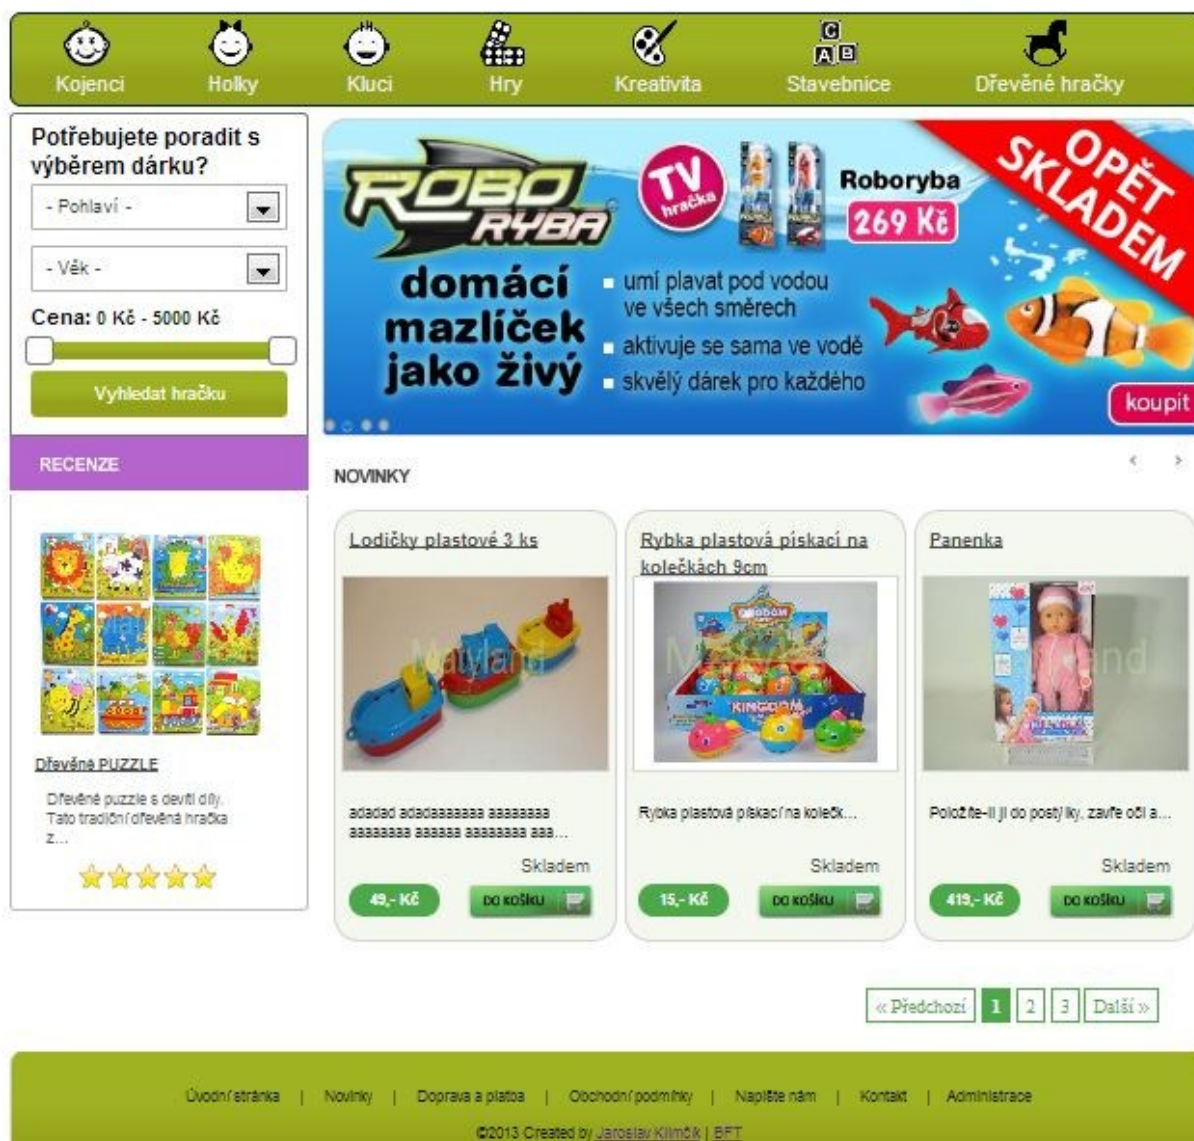 Kojenci
Holky
Kluci
Hry
Kreativita
Stavebnice
Dřevěné hračky
Potřebujete poradit s
výběrem dárku?
- Pohlaví -
- Věk -
Cena: 0 Kč - 5000 Kč
Vyhledat hračku
ROBO
RYBA
domácí
mazlíček
jako živý
TV
hračka
Roboryba
269 Kč
umí plavat pod vodou
ve všech směrech
aktivuje se sama ve vodě
skvělý dárek pro každého
OPĚT
SKLADEM
koupit
RECENZE
Dřevěné PUZZLE
Dřevěné puzzle s devíti díly.
Tato tradiční dřevěná hračka
z...
NOVINKY
‹ ›
Lodičky plastové 3 ks
Malyland
adadad adadaaaaaaa aaaaaaaa
aaaaaaaa aaaaaa aaaaaaaa aaa...
Skladem
49,- Kč
DO KOŠÍKU
Rybka plastová pískací na
kolečkách 9cm
KINGDOM
Rybka plastová pískací na kolečk...
Skladem
15,- Kč
DO KOŠÍKU
Panenka
Položíte-li ji do postýlky, zavře oči a...
Skladem
419,- Kč
DO KOŠÍKU
« Předchozí 1 2 3 Další »
Úvodní stránka | Novinky | Doprava a platba | Obchodní podmínky | Napište nám | Kontakt | Administrace
©2013 Created by Jaroslav Klimčík | BFT